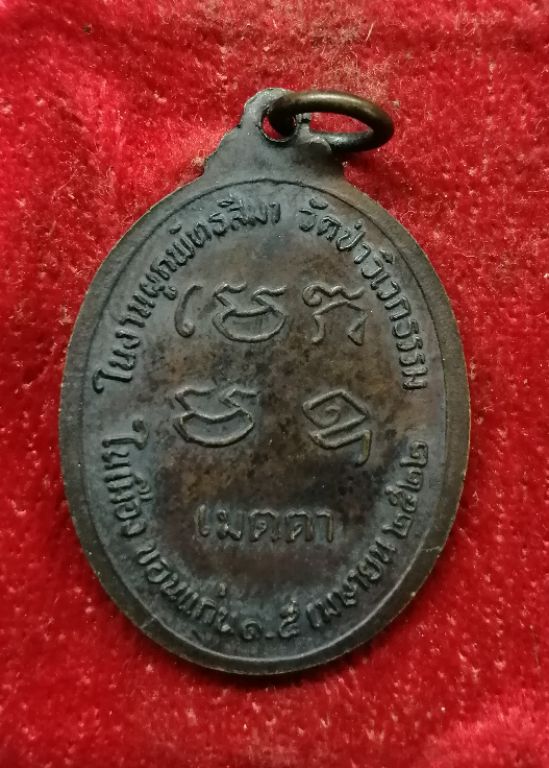 ในงานผูกพัทธสีมา วัดป่าวิเวกธรรม
เมตตา
ในเมือง ขอนแก่น ๑.๕ เมษายน ๒๕๒๒